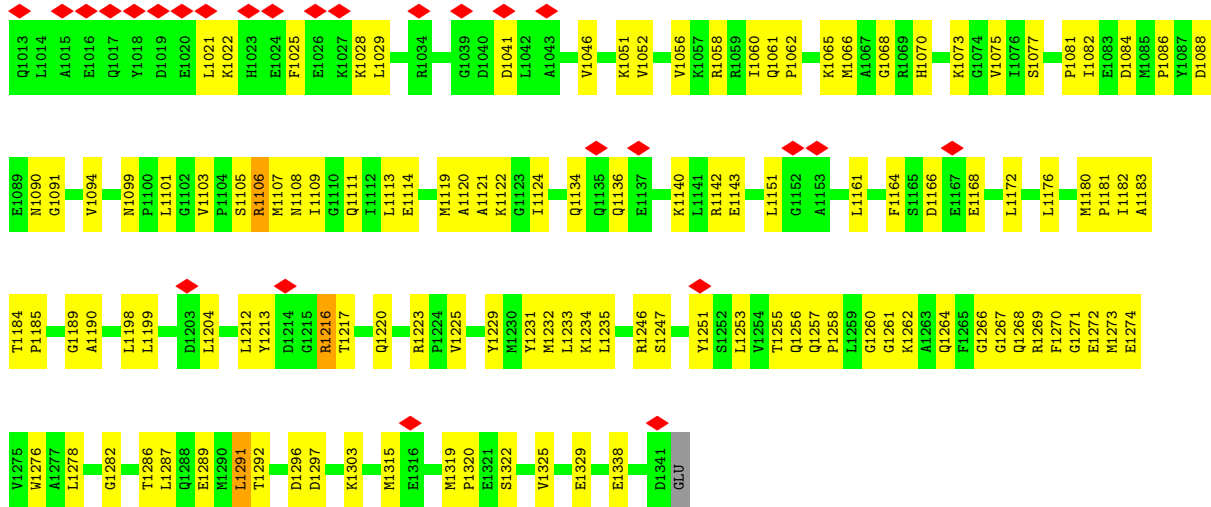 Q1013 L1014 A1015 E1016 Q1017 Y1018 D1019 E1020 L1021 K1022 H1023 E1024 F1025 E1026 K1027 K1028 L1029 R1034 G1039 D1040 D1041 L1042 A1043 V1046 K1051 V1052 V1056 K1057 R1058 R1059 I1060 Q1061 P1062 K1065 M1066 A1067 G1068 R1069 H1070 K1073 G1074 V1075 I1076 S1077 P1081 I1082 E1083 D1084 M1085 P1086 Y1087 D1088
E1089 N1090 G1091 V1094 N1099 P1100 L1101 G1102 V1103 P1104 S1105 R1106 M1107 N1108 I1109 G1110 Q1111 I1112 L1113 E1114 M1119 A1120 A1121 K1122 G1123 I1124 Q1134 Q1135 Q1136 E1137 K1140 L1141 R1142 E1143 L1151 G1152 A1153 L1161 F1164 S1165 D1166 E1167 E1168 L1172 L1176 M1180 P1181 I1182 A1183
T1184 P1185 G1189 A1190 L1198 L1199 D1203 L1204 L1212 Y1213 D1214 G1215 R1216 T1217 Q1220 R1223 P1224 V1225 Y1229 M1230 Y1231 M1232 L1233 K1234 L1235 R1246 S1247 Y1251 S1252 L1253 V1254 T1255 Q1256 Q1257 P1258 L1259 G1260 G1261 K1262 A1263 Q1264 F1265 G1266 G1267 Q1268 R1269 F1270 G1271 E1272 M1273 E1274
V1275 W1276 A1277 L1278 G1282 T1286 L1287 Q1288 E1289 M1290 L1291 T1292 D1296 D1297 K1303 M1315 E1316 M1319 P1320 E1321 S1322 V1325 E1329 E1338 D1341 GLU